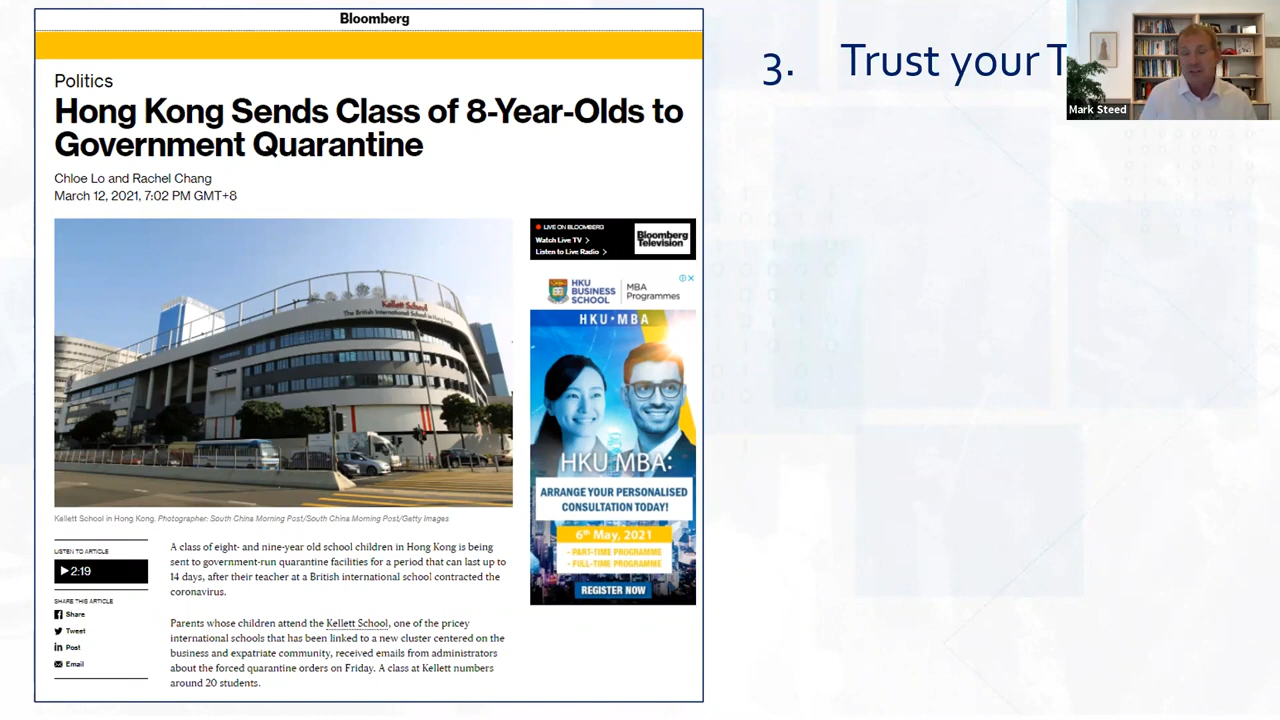 Bloomberg
3. Trust your T
Mark Steed
Politics
Hong Kong Sends Class of 8-Year-Olds to
Government Quarantine
Chloe Lo and Rachel Chang
March 12, 2021, 7:02 PM GMT+8
Kellett School
The British International School in Hong Kong
LIVE ON BLOOMBERG
Watch Live TV >
Listen to Live Radio >
Bloomberg
Television
HKU
BUSINESS
SCHOOL
MBA
Programmes
HKU·MBA
HKU MBA:
ARRANGE YOUR PERSONALISED
CONSULTATION TODAY!
6th May, 2021
- PART-TIME PROGRAMME
- FULL-TIME PROGRAMME
REGISTER NOW
Kellett School in Hong Kong. Photographer: South China Morning Post/South China Morning Post/Getty Images
LISTEN TO ARTICLE
2:19
SHARE THIS ARTICLE
Share
Tweet
Post
Email
A class of eight- and nine-year old school children in Hong Kong is being
sent to government-run quarantine facilities for a period that can last up to
14 days, after their teacher at a British international school contracted the
coronavirus.
Parents whose children attend the Kellett School, one of the pricey
international schools that has been linked to a new cluster centered on the
business and expatriate community, received emails from administrators
about the forced quarantine orders on Friday. A class at Kellett numbers
around 20 students.